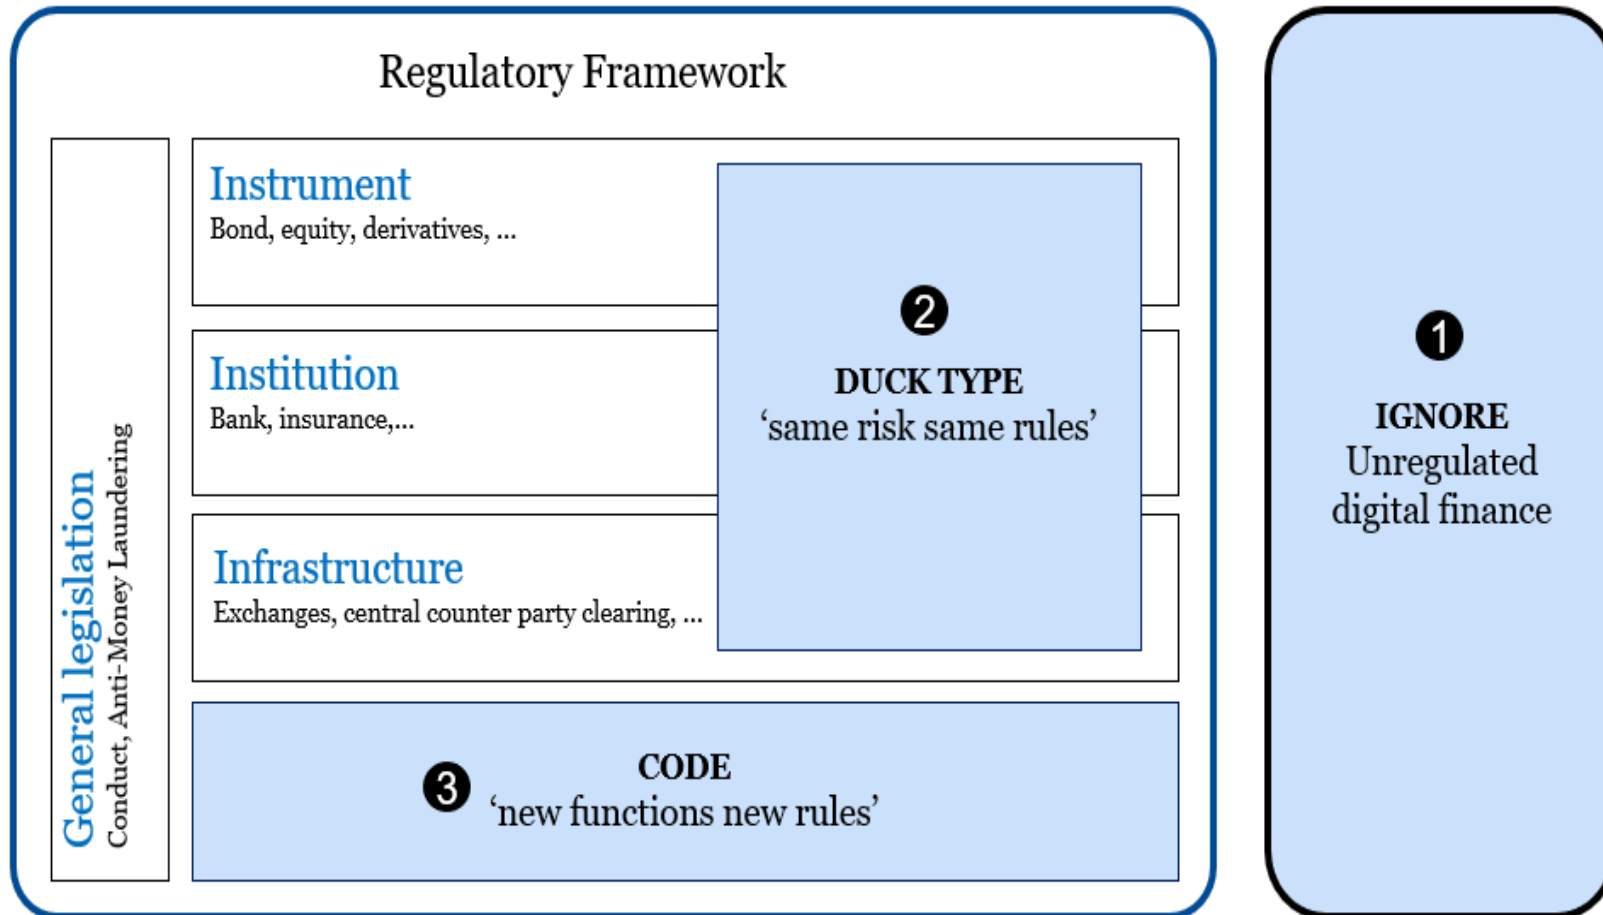 Regulatory Framework
General legislation
Conduct, Anti-Money Laundering
Instrument
Bond, equity, derivatives, ...
Institution
Bank, insurance,...
Infrastructure
Exchanges, central counter party clearing, ...
2
DUCK TYPE
‘same risk same rules’
3
CODE
‘new functions new rules’
1
IGNORE
Unregulated
digital finance